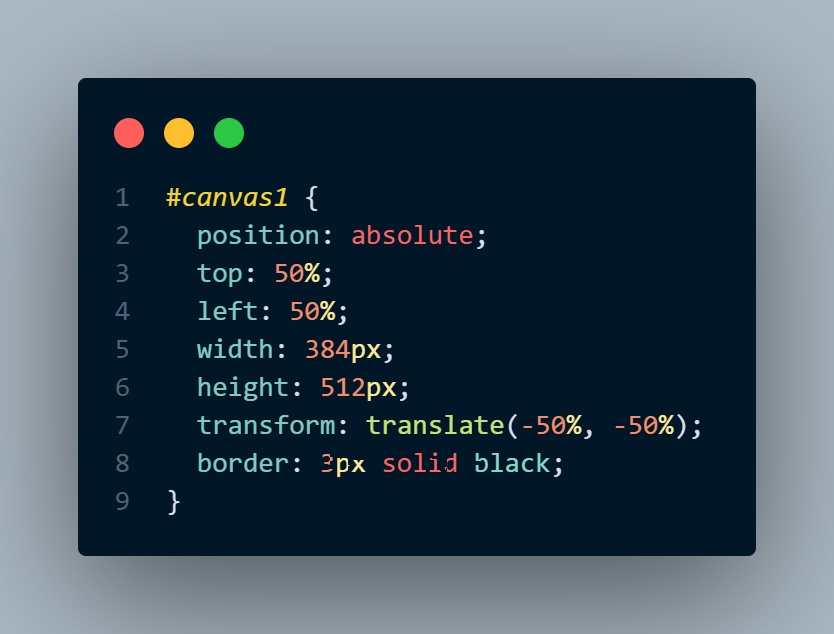 1 #canvas1 {
2 position: absolute;
3 top: 50%;
4 left: 50%;
5 width: 384px;
6 height: 512px;
7 transform: translate(-50%, -50%);
8 border: 3px solid black;
9 }